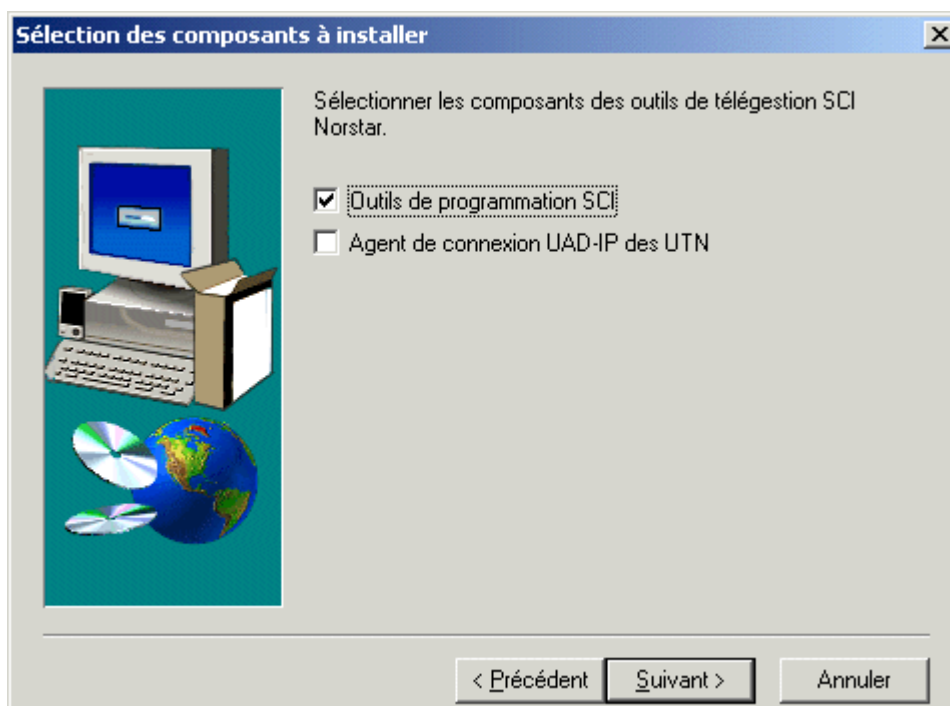 Sélection des composants à installer
Sélectionner les composants des outils de télégestion SCI
Norstar.
Outils de programmation SCI
Agent de connexion UAD-IP des UTN
< Précédent
Suivant >
Annuler